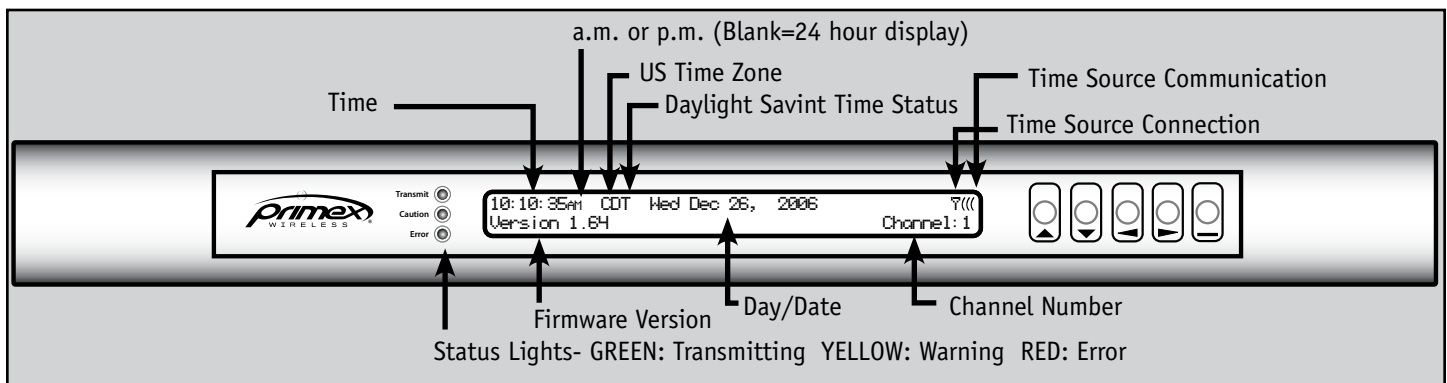 a.m. or p.m. (Blank=24 hour display)
US Time Zone
Time Source Communication
Time
Daylight Savint Time Status
Time Source Connection
Primex®
WIRELESS
Transmit
Caution
Error
10:10:35AM CDT Wed Dec 26, 2006
Version 1.64 Channel:1
Firmware Version
Day/Date
Channel Number
Status Lights- GREEN: Transmitting YELLOW: Warning RED: Error